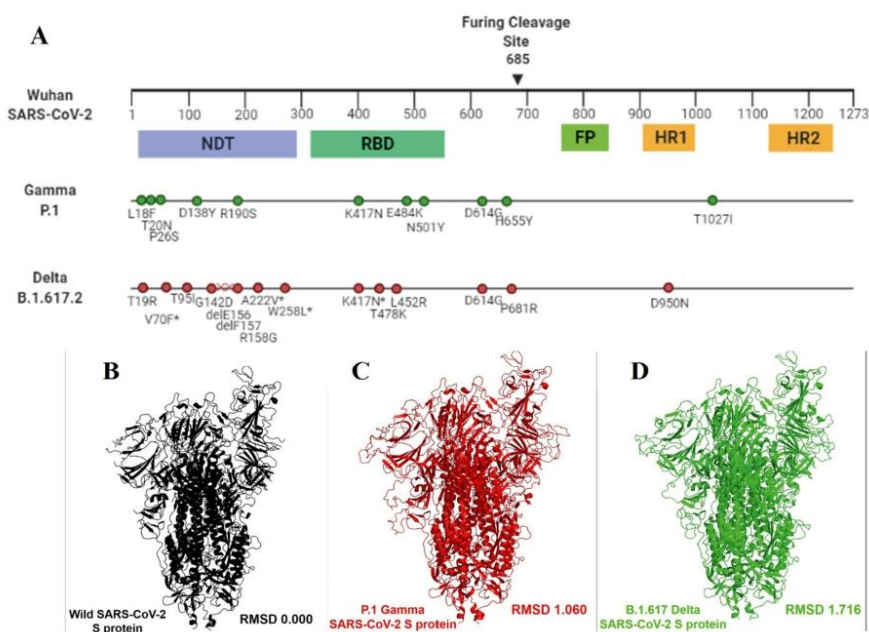 A
Furing Cleavage
Site
685
Wuhan
SARS-CoV-2
1 100 200 300 400 500 600 700 800 900 1000 1100 1200 1273
NDT RBD FP HR1 HR2
Gamma
P.1
L18F D138Y R190S K417N E484K D614G H655Y T1027I
T20N N501Y
P26S
Delta
B.1.617.2
T19R T95I G142D A222V* K417N* L452R D614G P681R D950N
V70F* delE156 W258L* T478K
delF157
R158G
B C D
Wild SARS-CoV-2
S protein
RMSD 0.000
P.1 Gamma
SARS-CoV-2 S protein
RMSD 1.060
B.1.617 Delta
SARS-CoV-2 S protein
RMSD 1.716